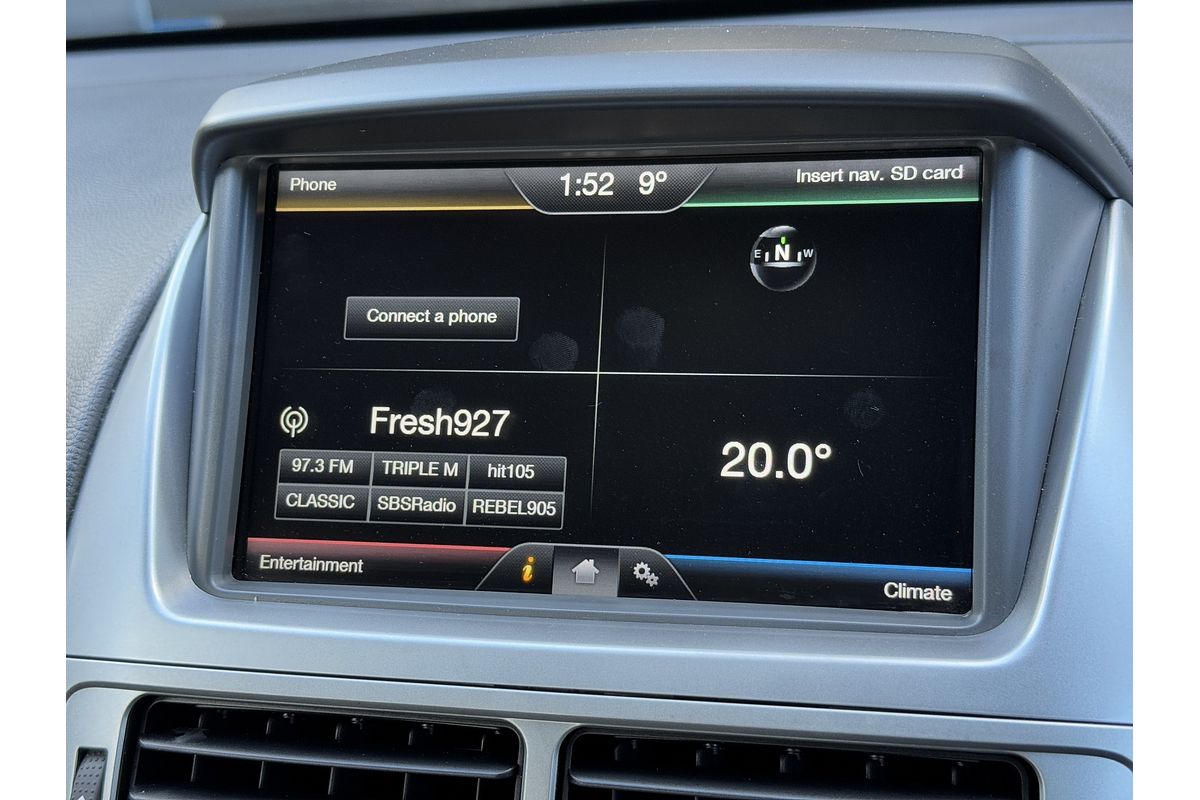 Phone
1:52 9°
Insert nav. SD card
E N W
Connect a phone
Fresh927
97.3 FM TRIPLE M hit105
CLASSIC SBSRadio REBEL905
20.0°
Entertainment
i
Climate